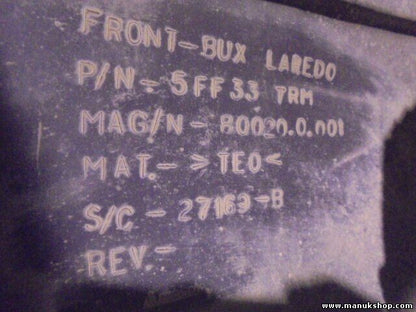 FRONT-BUX LAREDO
P/N-5FF33 TRM
MAG/N-80020.0.001
MAT.- >TEO<
S/C - 27163-B
REV.-
www.manukshop.com